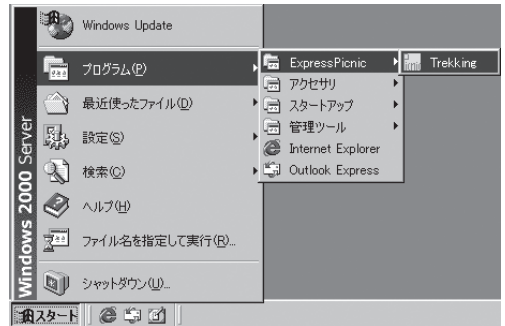 Windows Update
プログラム(P)
最近使ったファイル(D)
設定(S)
検索(C)
ヘルプ(H)
ファイル名を指定して実行(R)...
シャットダウン(U)...
Windows 2000 Server
ExpressPicnic
アクセサリ
スタートアップ
管理ツール
Internet Explorer
Outlook Express
Trekking
スタート